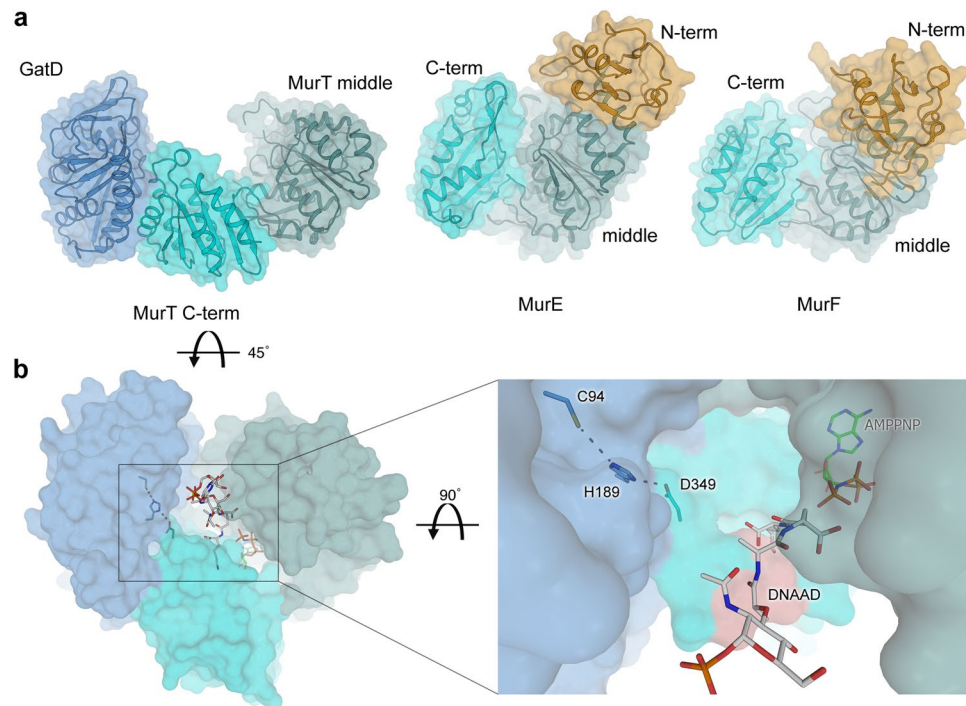 a
GatD
MurT middle
C-term
N-term
C-term
N-term
middle
middle
MurT C-term
MurE
MurF
45°
b
90°
C94
H189
D349
AMPPNP
DNAAD